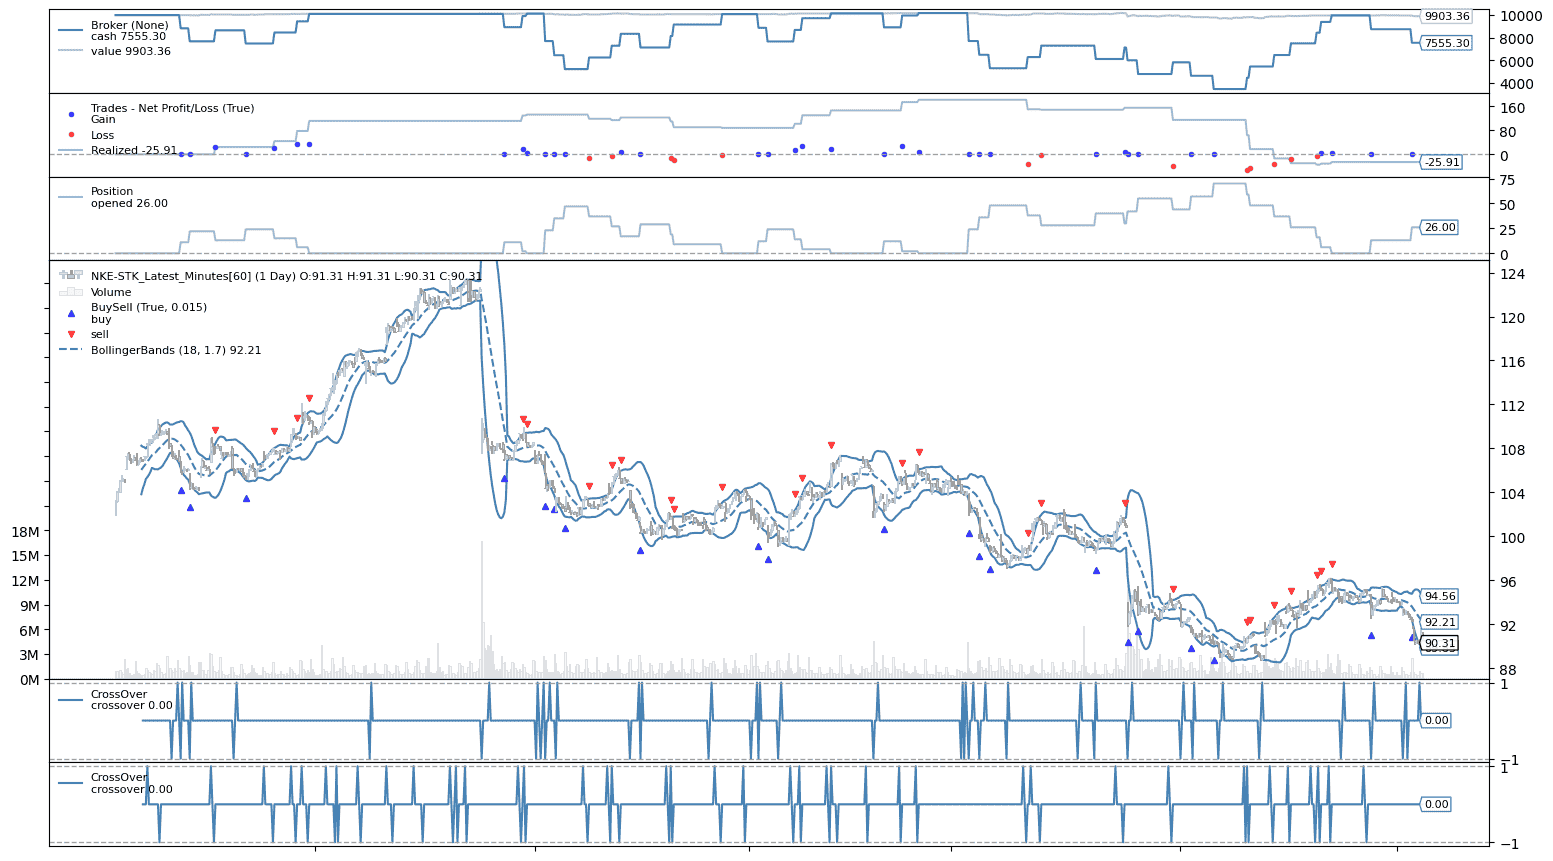 Broker (None)
cash 7555.30
value 9903.36
10000
8000
6000
4000
9903.36
7555.30
Trades - Net Profit/Loss (True)
Gain
Loss
Realized -25.91
160
80
0
-25.91
Position
opened 26.00
75
50
25
0
26.00
NKE-STK_Latest_Minutes[60] (1 Day) O:91.31 H:91.31 L:90.31 C:90.31
Volume
BuySell (True, 0.015)
buy
sell
BollingerBands (18, 1.7) 92.21
124
120
116
112
108
104
100
96
92
88
18M
15M
12M
9M
6M
3M
0M
94.56
92.21
90.31
CrossOver
crossover 0.00
1
0.00
−1
CrossOver
crossover 0.00
1
0.00
−1